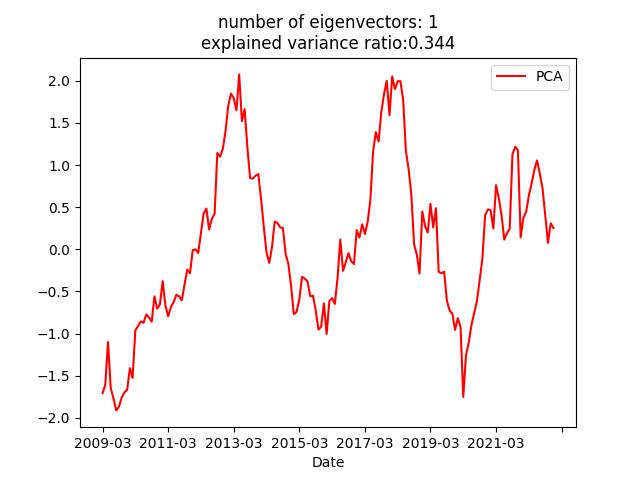 number of eigenvectors: 1
explained variance ratio:0.344
PCA
2.0
1.5
1.0
0.5
0.0
−0.5
−1.0
−1.5
−2.0
2009-03 2011-03 2013-03 2015-03 2017-03 2019-03 2021-03
Date